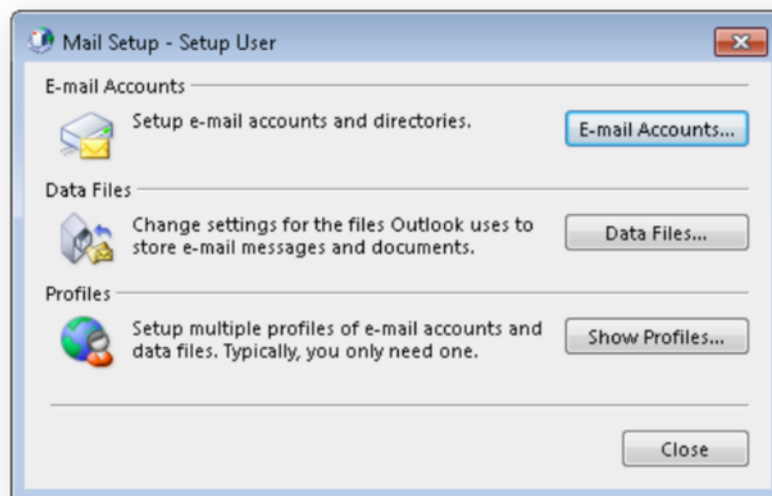 Mail Setup - Setup User
E-mail Accounts
Setup e-mail accounts and directories.
E-mail Accounts...
Data Files
Change settings for the files Outlook uses to
store e-mail messages and documents.
Data Files...
Profiles
Setup multiple profiles of e-mail accounts and
data files. Typically, you only need one.
Show Profiles...
Close